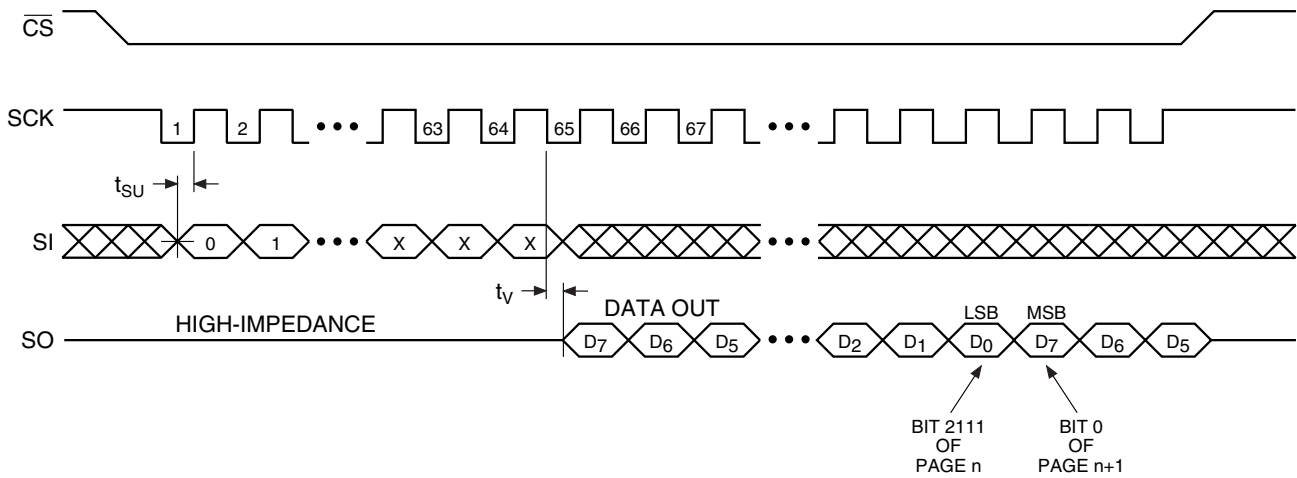 CS
SCK
1 2 • • • 63 64 65 66 67 • • •
tSU
SI
0 1 • • • X X X • • •
tV
DATA OUT
HIGH-IMPEDANCE
LSB MSB
SO
D7 D6 D5 • • • D2 D1 D0 D7 D6 D5
BIT 2111
OF
PAGE n
BIT 0
OF
PAGE n+1